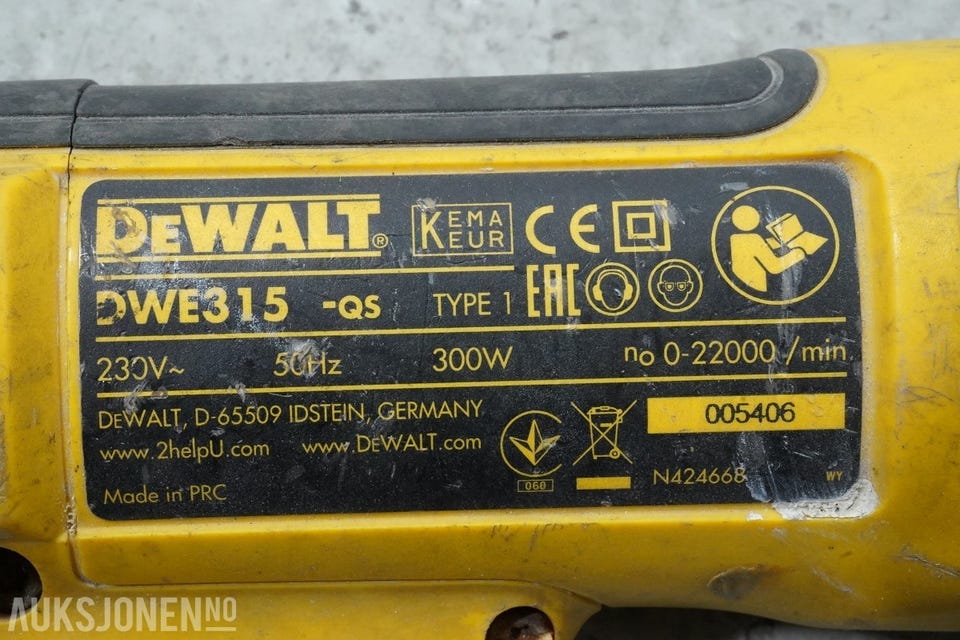 DEWALT®
KEMA KEUR CE
DWE315 -QS TYPE 1 EAC
230V~ 50Hz 300W no 0-22000 /min
DEWALT, D-65509 IDSTEIN, GERMANY
005406
www.2helpU.com www.DEWALT.com
060
N424668 WY
Made in PRC
AUKSJONEN.NO